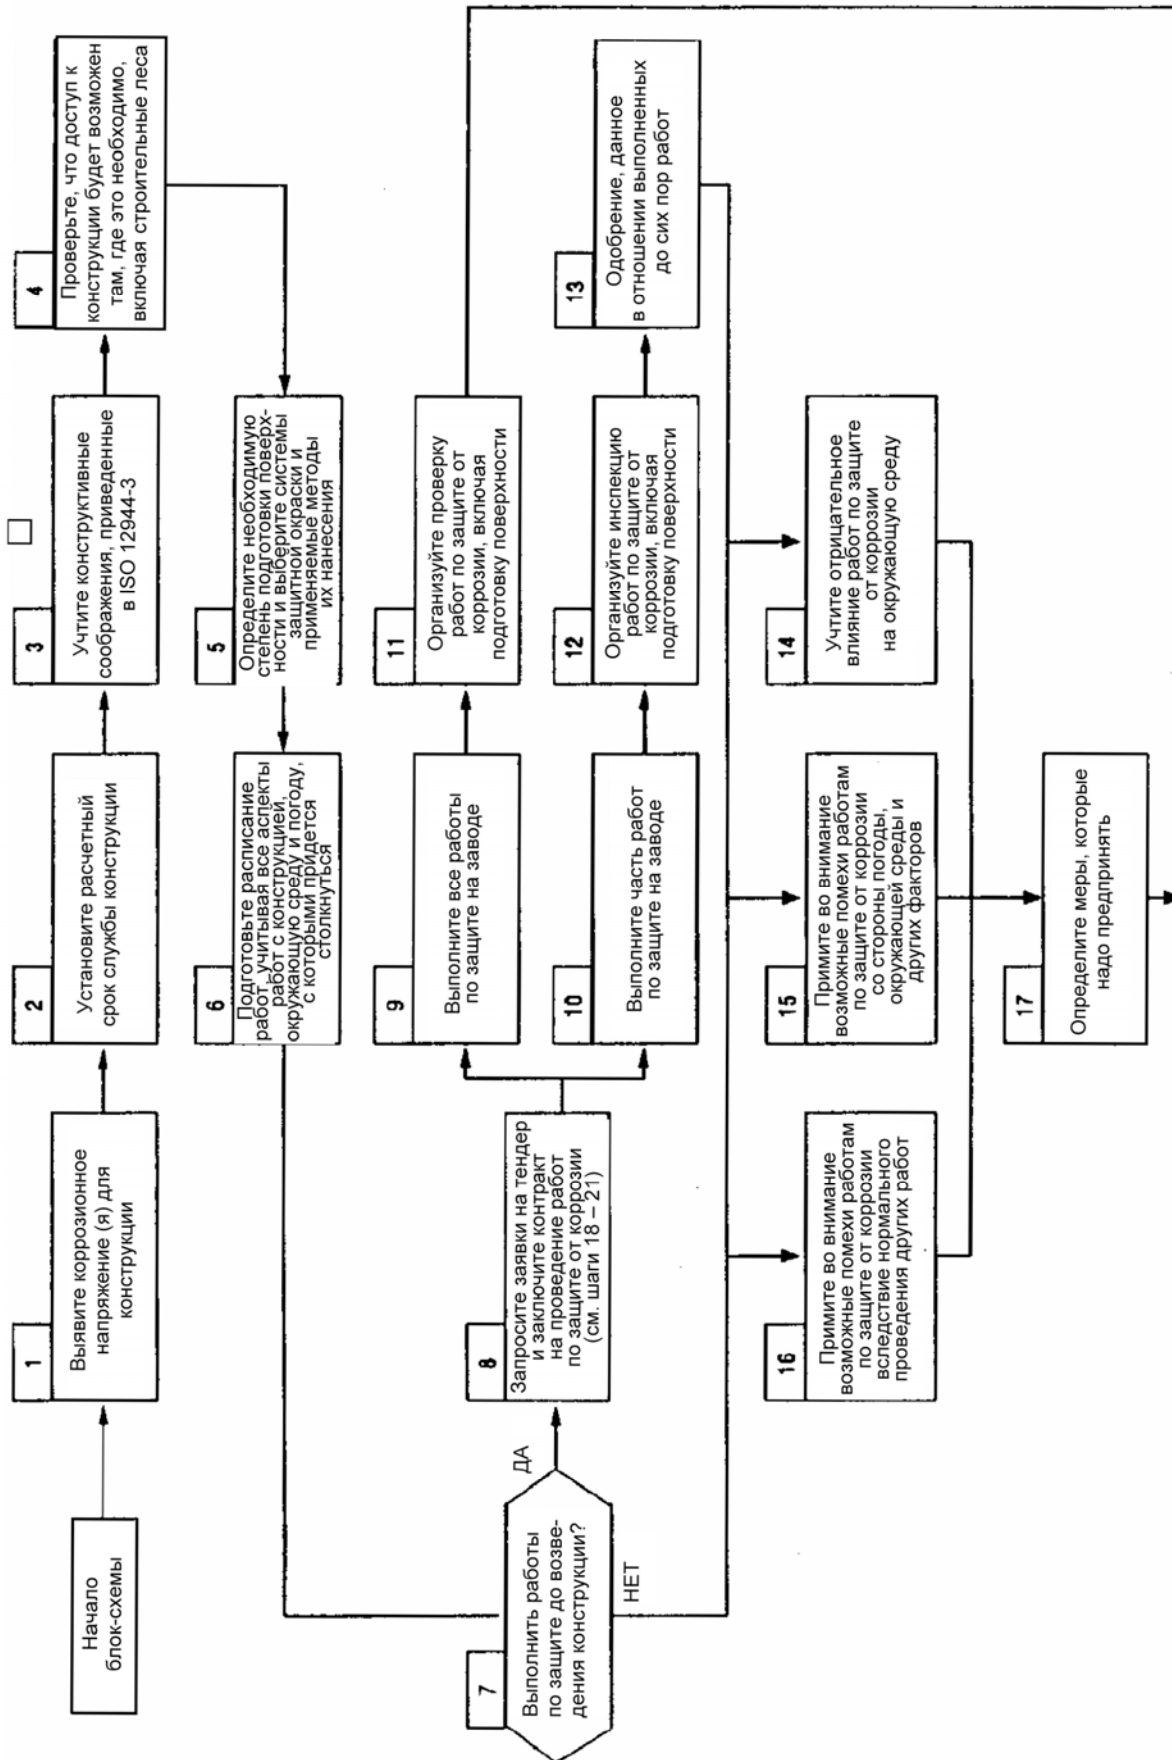 Начало
блок-схемы
1
Выявите коррозионное
напряжение (я) для
конструкции
2
Установите расчетный
срок службы конструкции
3
Учтите конструктивные
соображения, приведенные
в ISO 12944-3
4
Проверьте, что доступ к
конструкции будет возможен
там, где это необходимо,
включая строительные леса
5
Определите необходимую
степень подготовки поверх-
ности и выберите системы
защитной окраски и
применяемые методы
их нанесения
6
Подготовьте расписание
работ, учитывая все аспекты
работ с конструкцией,
окружающую среду и погоду,
с которыми придется
столкнуться
7
Выполнить работы
по защите до возве-
дения конструкции?
ДА
НЕТ
8
Запросите заявки на тендер
и заключите контракт
на проведение работ
по защите от коррозии
(см. шаги 18 – 21)
9
Выполните все работы
по защите на заводе
10
Выполните часть работ
по защите на заводе
11
Организуйте проверку
работ по защите от
коррозии, включая
подготовку поверхности
12
Организуйте инспекцию
работ по защите от
коррозии, включая
подготовку поверхности
13
Одобрение, данное
в отношении выполненных
до сих пор работ
14
Учтите отрицательное
влияние работ по защите
от коррозии
на окружающую среду
15
Примите во внимание
возможные помехи работам
по защите от коррозии
со стороны погоды,
окружающей среды и
других факторов
16
Примите во внимание
возможные помехи работам
по защите от коррозии
вследствие нормального
проведения других работ
17
Определите меры, которые
надо предпринять